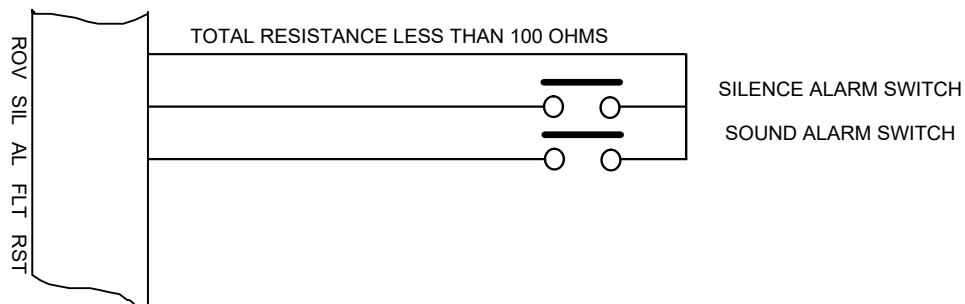 TOTAL RESISTANCE LESS THAN 100 OHMS
ROV SIL AL FLT RST
SILENCE ALARM SWITCH
SOUND ALARM SWITCH